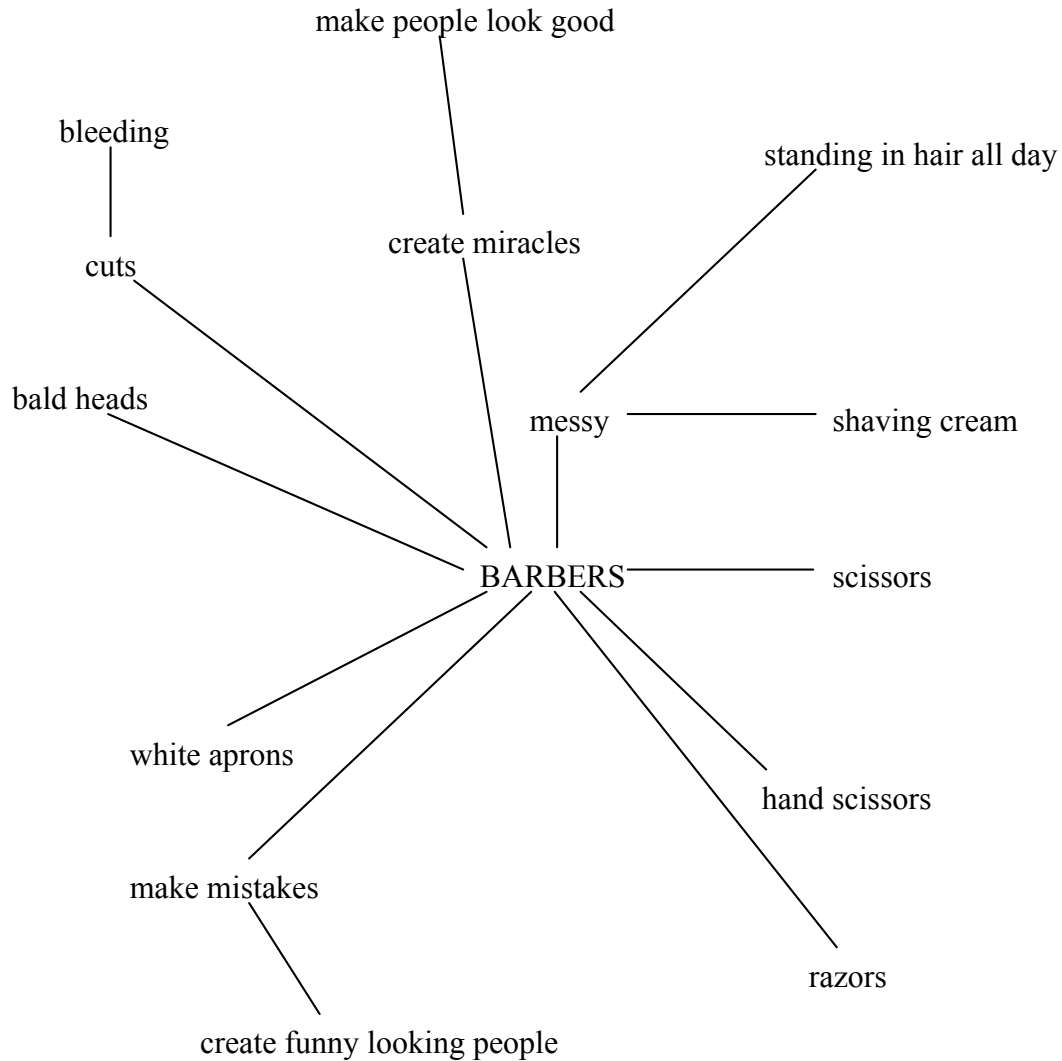 make people look good
bleeding
standing in hair all day
create miracles
cuts
bald heads
messy
shaving cream
BARBERS
scissors
white aprons
hand scissors
make mistakes
razors
create funny looking people